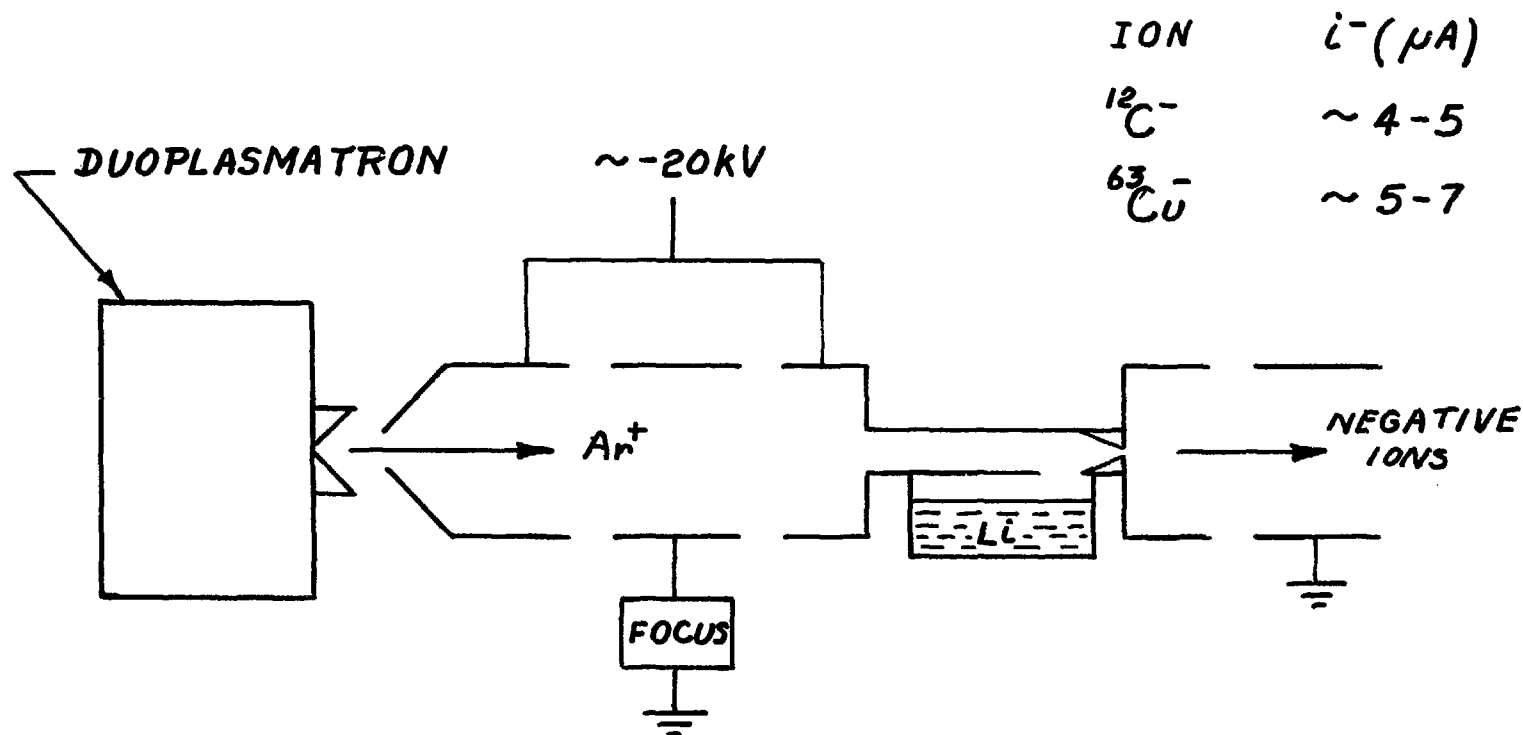 ION i⁻(μA)
¹²C⁻ ~ 4-5
⁶³Cu⁻ ~ 5-7
DUOPLASMATRON ~-20kV
Ar⁺
NEGATIVE
IONS
Li
FOCUS